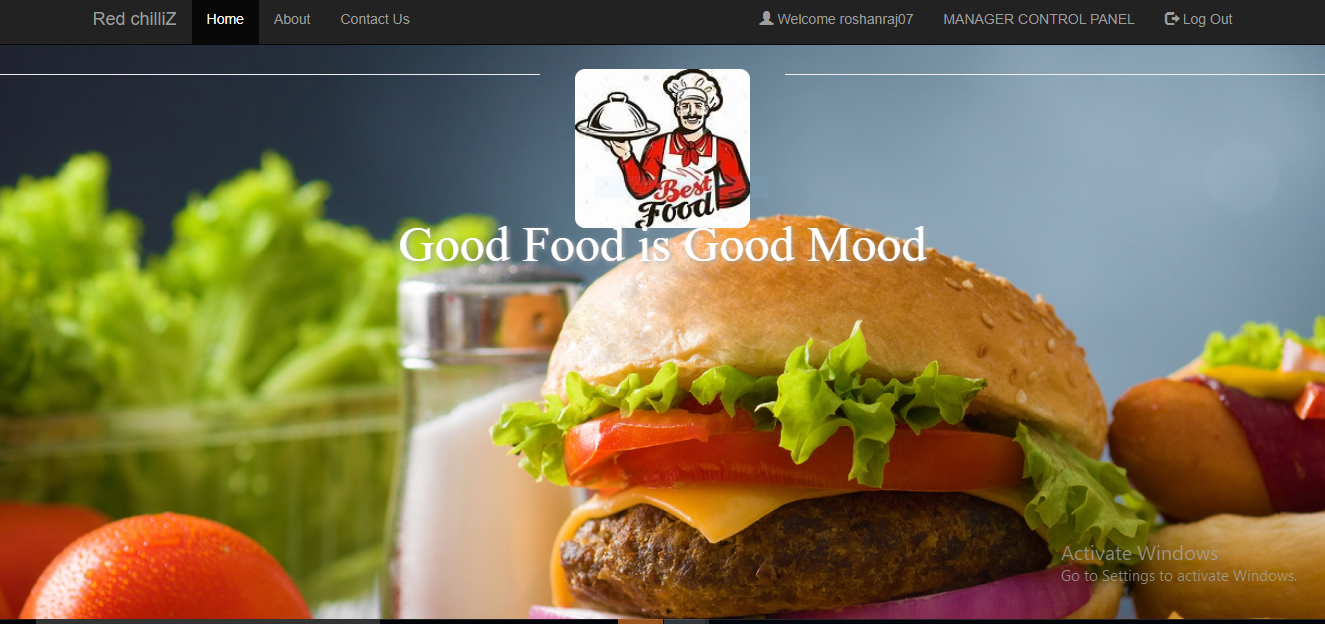 Red chilliZ
Home
About
Contact Us
Welcome roshanraj07
MANAGER CONTROL PANEL
Log Out
Best
Food
Good Food is Good Mood
Activate Windows
Go to Settings to activate Windows.